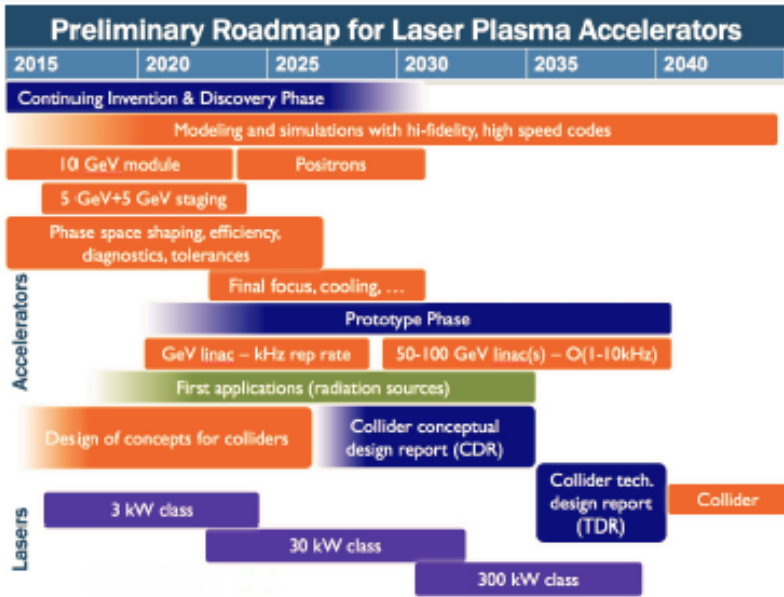 Preliminary Roadmap for Laser Plasma Accelerators
2015 2020 2025 2030 2035 2040
Continuing Invention & Discovery Phase
Modeling and simulations with hi-fidelity, high speed codes
10 GeV module
Positrons
5 GeV+5 GeV staging
Phase space shaping, efficiency,
diagnostics, tolerances
Final focus, cooling, ...
Accelerators
Prototype Phase
GeV linac – kHz rep rate
50-100 GeV linac(s) – O(1-10kHz)
First applications (radiation sources)
Design of concepts for colliders
Collider conceptual
design report (CDR)
Collider tech.
design report
(TDR)
Collider
Lasers
3 kW class
30 kW class
300 kW class